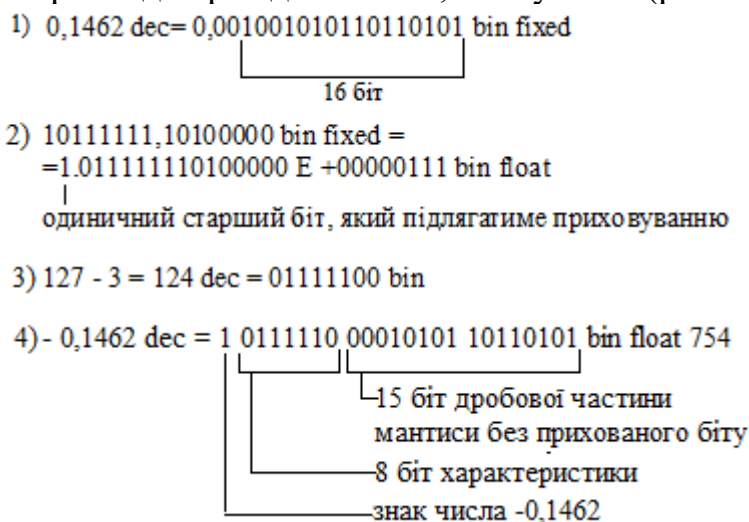 1) 0,1462 dec= 0,001001010110110101 bin fixed
16 біт
2) 10111111,10100000 bin fixed =
=1.011111110100000 E +00000111 bin float
одиничний старший біт, який підлягатиме приховуванню
3) 127 - 3 = 124 dec = 01111100 bin
4)- 0,1462 dec = 1 0111110 00010101 10110101 bin float 754
15 біт дробової частини
мантиси без прихованого біту
8 біт характеристики
знак числа -0,1462